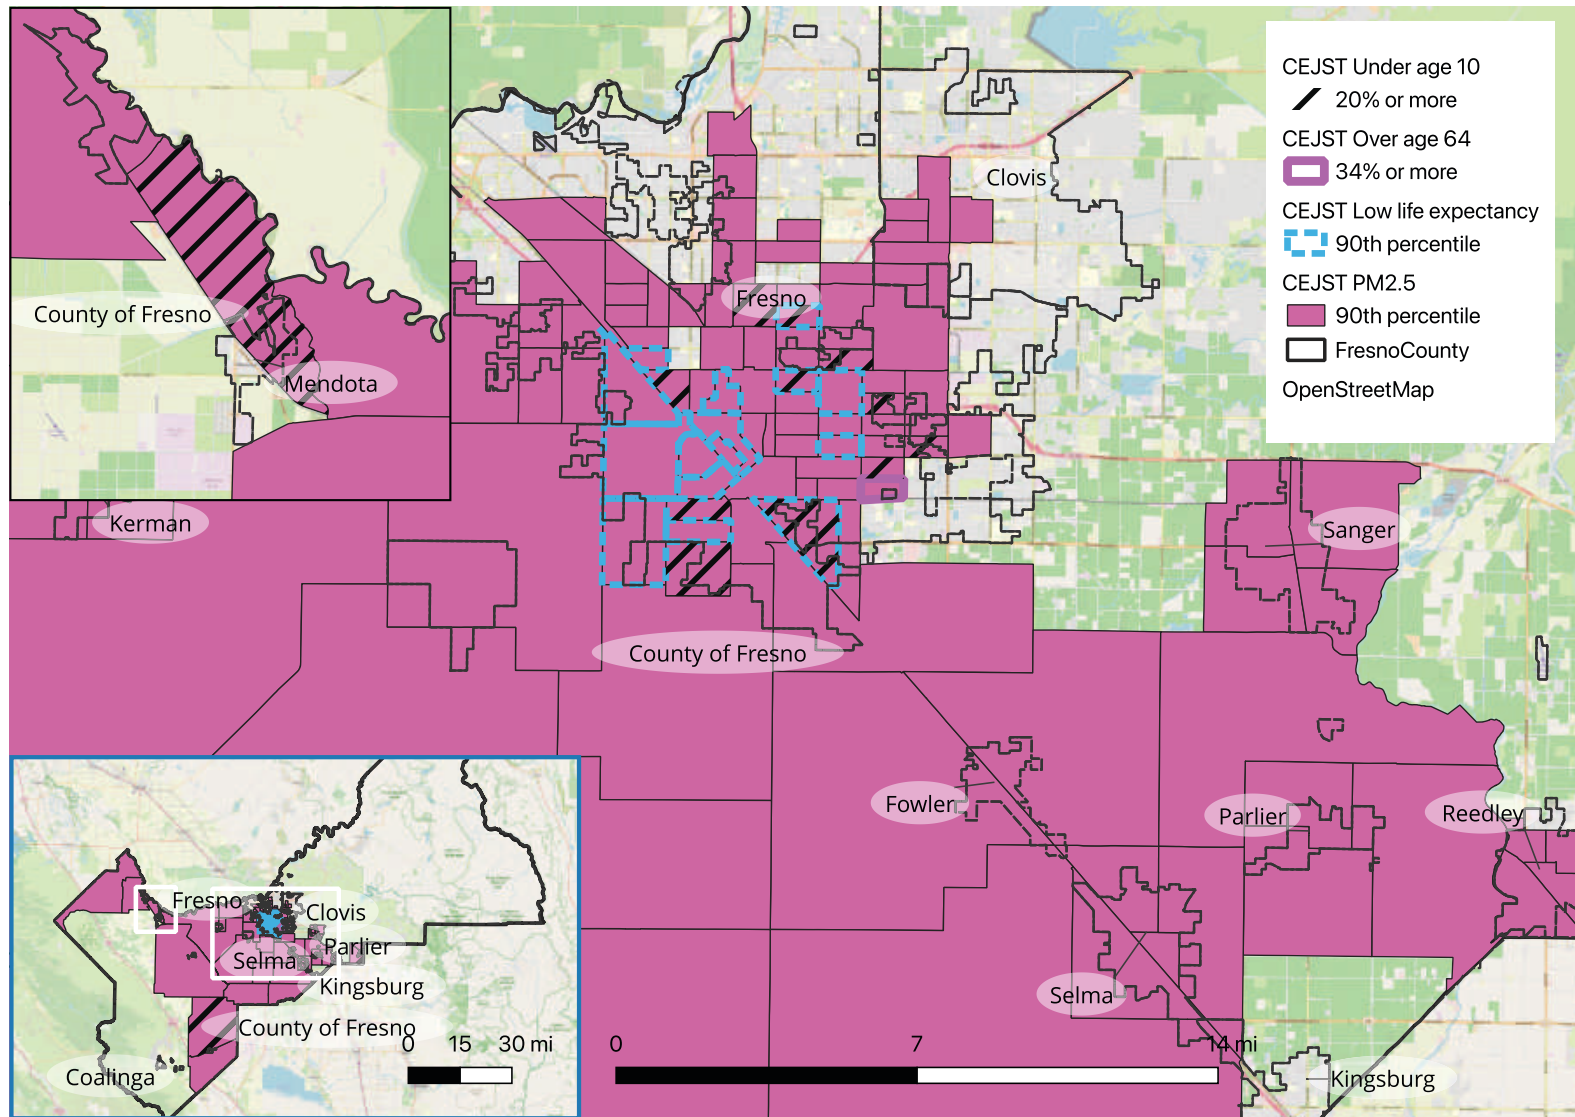 CEJST Under age 10
20% or more
CEJST Over age 64
34% or more
CEJST Low life expectancy
90th percentile
CEJST PM2.5
90th percentile
FresnoCounty
OpenStreetMap
Clovis
Fresno
County of Fresno
Mendota
Kerman
Sanger
County of Fresno
Fowler
Parlier
Reedley
Selma
Kingsburg
0 7 14 mi
Fresno
Clovis
Parlier
Selma
Kingsburg
County of Fresno
Coalinga
0 15 30 mi